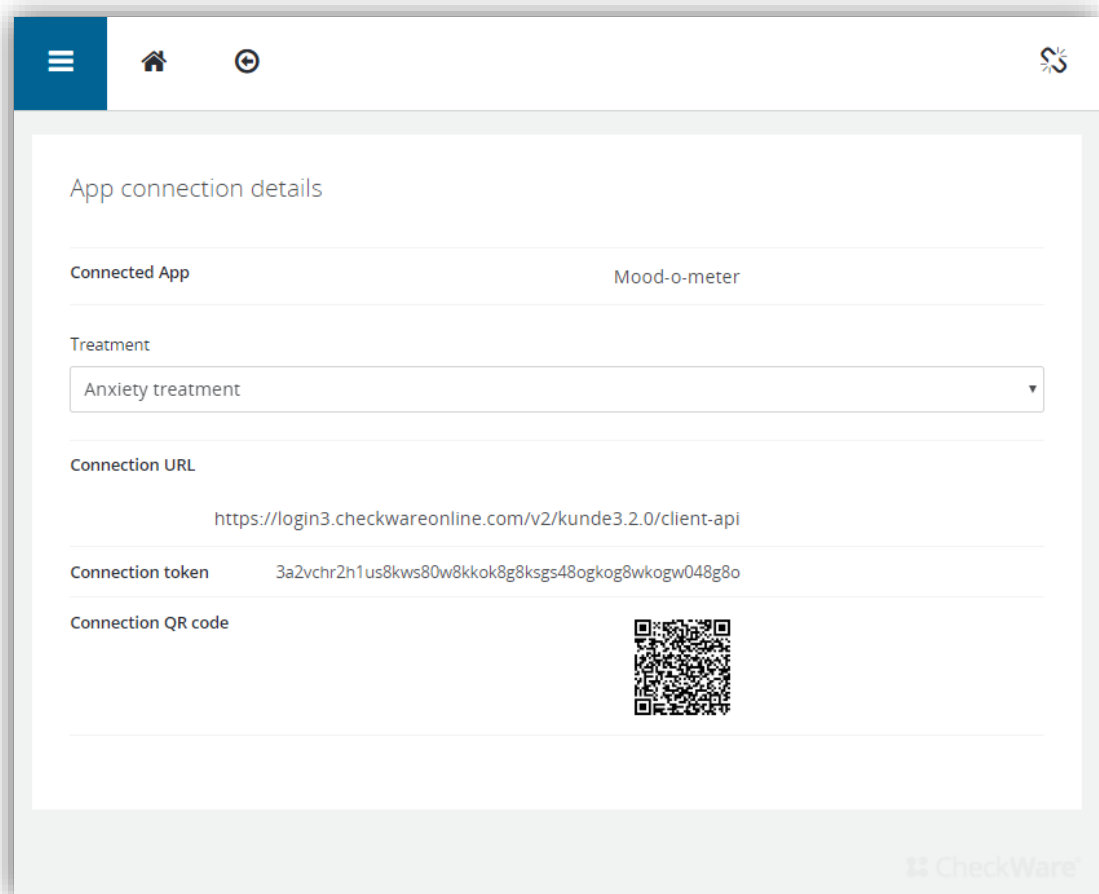 App connection details
Connected App Mood-o-meter
Treatment
Anxiety treatment
Connection URL
https://login3.checkwareonline.com/v2/kunde3.2.0/client-api
Connection token 3a2vchr2h1us8kws80w8kkok8g8ksgs48ogkog8wkogw048g8o
Connection QR code
CheckWare